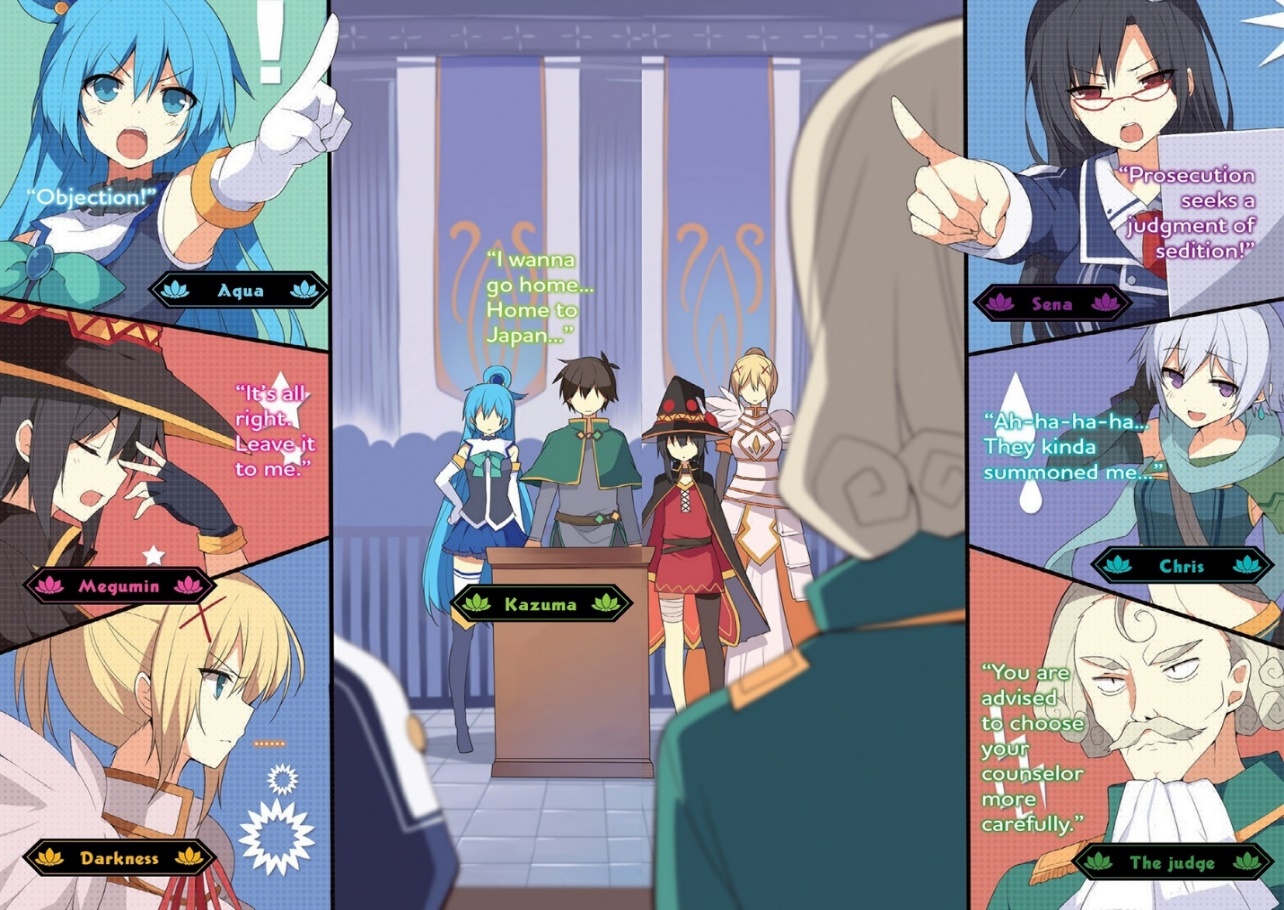 !
“Objection!”
Aqua
“It’s all
right.
Leave it
to me.”
Megumin
......
Darkness
“I wanna
go home...
Home to
Japan...”
Kazuma
“Prosecution
seeks a
judgment of
sedition!”
Sena
“Ah-ha-ha-ha...
They kinda
summoned me...”
Chris
“You are
advised
to choose
your
counselor
more
carefully.”
The judge